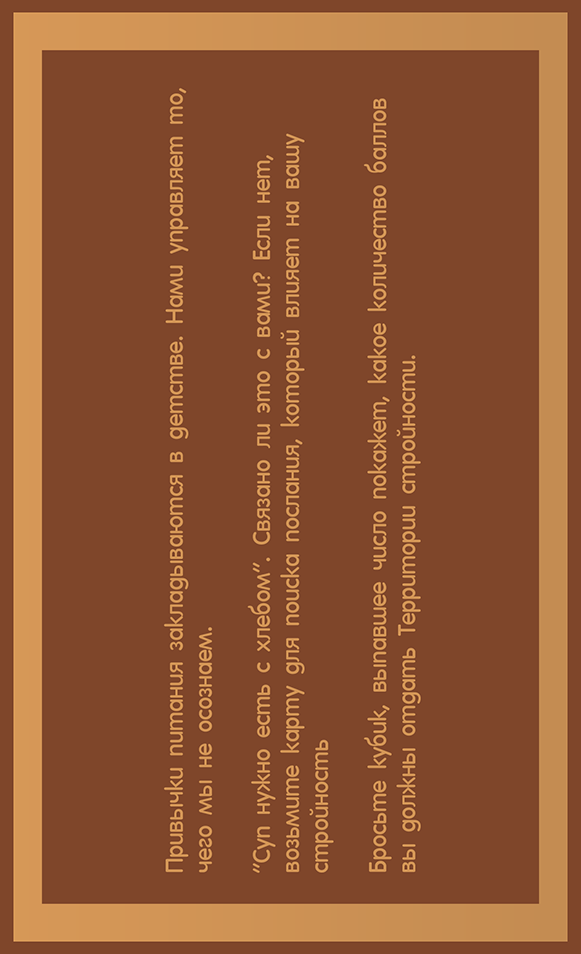 Привычки питания закладываются в детстве. Нами управляет то,
чего мы не осознаем.
"Суп нужно есть с хлебом". Связано ли это с вами? Если нет,
возьмите карту для поиска послания, который влияет на вашу
стройность
Бросьте кубик, выпавшее число покажет, какое количество баллов
вы должны отдать Территории стройности.